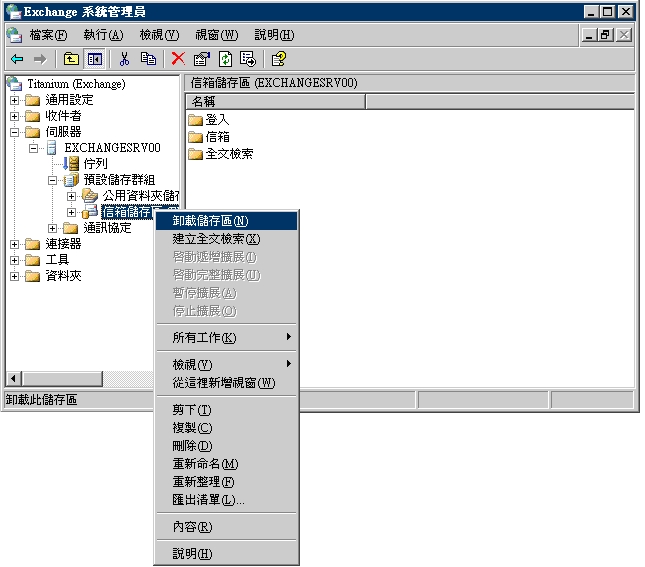 Exchange 系統管理員
檔案(F) 執行(A) 檢視(V) 視窗(W) 說明(H)
Titanium (Exchange)
通用設定
收件者
伺服器
EXCHANGESRV00
佇列
預設儲存群組
公用資料夾儲存
信箱儲存區
通訊協定
連接器
工具
資料夾
信箱儲存區 (EXCHANGESRV00)
名稱
登入
信箱
全文檢索
卸載儲存區(N)
建立全文檢索(X)
啓動遞增擴展(I)
啓動完整擴展(U)
暫停擴展(A)
停止擴展(O)
所有工作(K)
檢視(V)
從這裡新增視窗(W)
剪下(T)
複製(C)
刪除(D)
重新命名(M)
重新整理(F)
匯出清單(L)...
內容(R)
說明(H)
卸載此儲存區